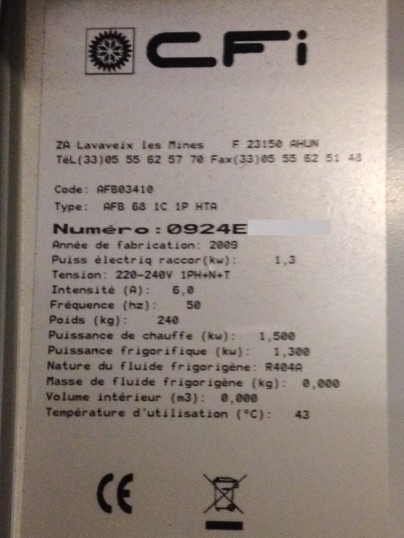 CFi
ZA Lavaveix les Mines F 23150 AHUN
TéL(33)05 55 62 57 70 Fax(33)05 55 62 51 48
Code: AFB03410
Type: AFB 68 1C 1P HTA
Numéro:0924E
Année de fabrication: 2009
Puiss électriq raccor(kw): 1,3
Tension: 220-240V 1PH+N+T
Intensité (A): 6,0
Fréquence (hz): 50
Poids (kg): 240
Puissance de chauffe (kw): 1,500
Puissance frigorifique (kw): 1,300
Nature du fluide frigorigène: R404A
Masse de fluide frigorigène (kg): 0,000
Volume intérieur (m3): 0,000
Température d'utilisation (°C): 43
CE